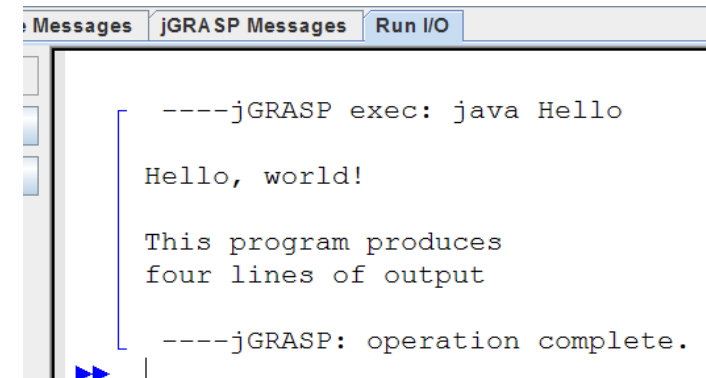 Messages jGRASP Messages Run I/O
----jGRASP exec: java Hello
Hello, world!
This program produces
four lines of output
----jGRASP: operation complete.